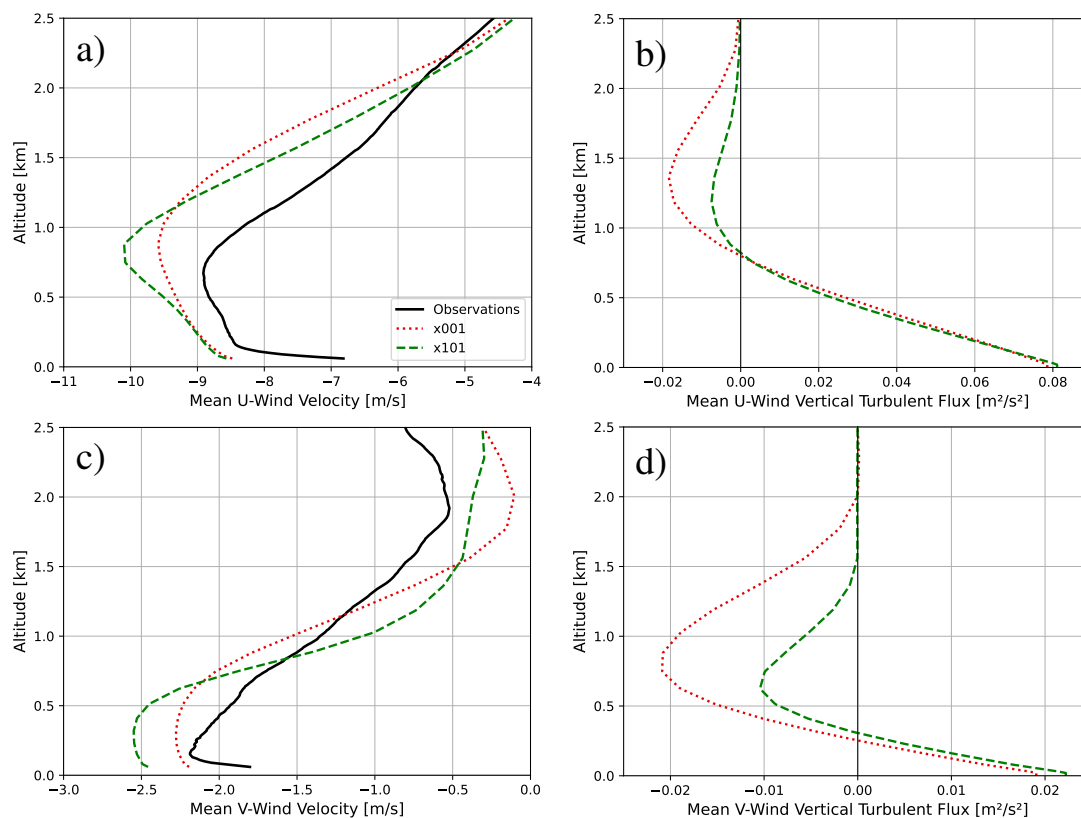 a)
2.5
2.0
1.5
1.0
0.5
0.0
Altitude [km]
Observations
x001
x101
−11 −10 −9 −8 −7 −6 −5 −4
Mean U-Wind Velocity [m/s]
b)
2.5
2.0
1.5
1.0
0.5
0.0
Altitude [km]
−0.02 0.00 0.02 0.04 0.06 0.08
Mean U-Wind Vertical Turbulent Flux [m²/s²]
c)
2.5
2.0
1.5
1.0
0.5
0.0
Altitude [km]
−3.0 −2.5 −2.0 −1.5 −1.0 −0.5 0.0
Mean V-Wind Velocity [m/s]
d)
2.5
2.0
1.5
1.0
0.5
0.0
Altitude [km]
−0.02 −0.01 0.00 0.01 0.02
Mean V-Wind Vertical Turbulent Flux [m²/s²]